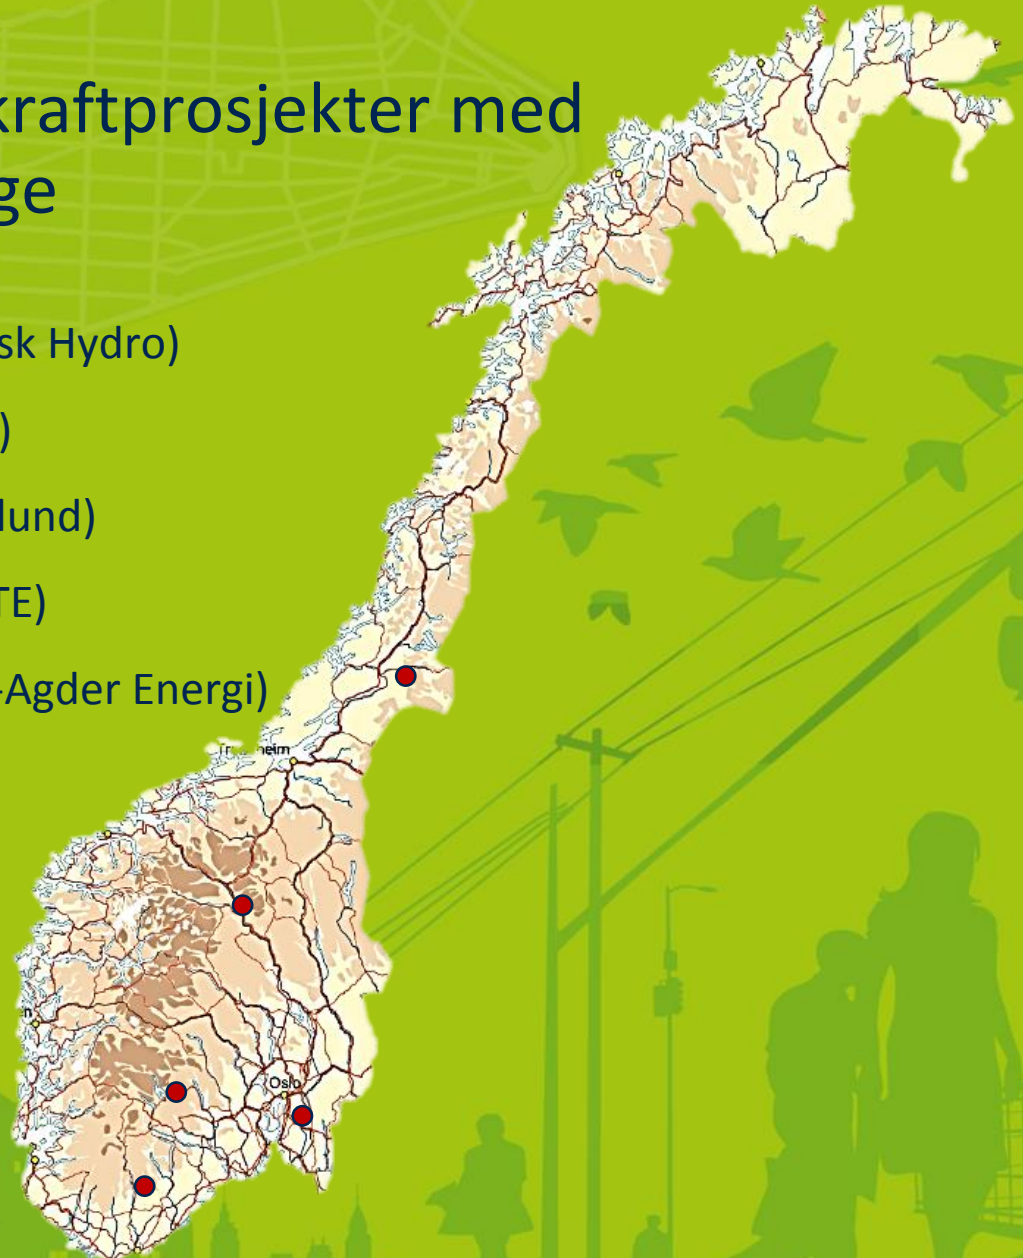 kraftprosjekter med
ge
sk Hydro)
)
lund)
TE)
-Agder Energi)
Oslo